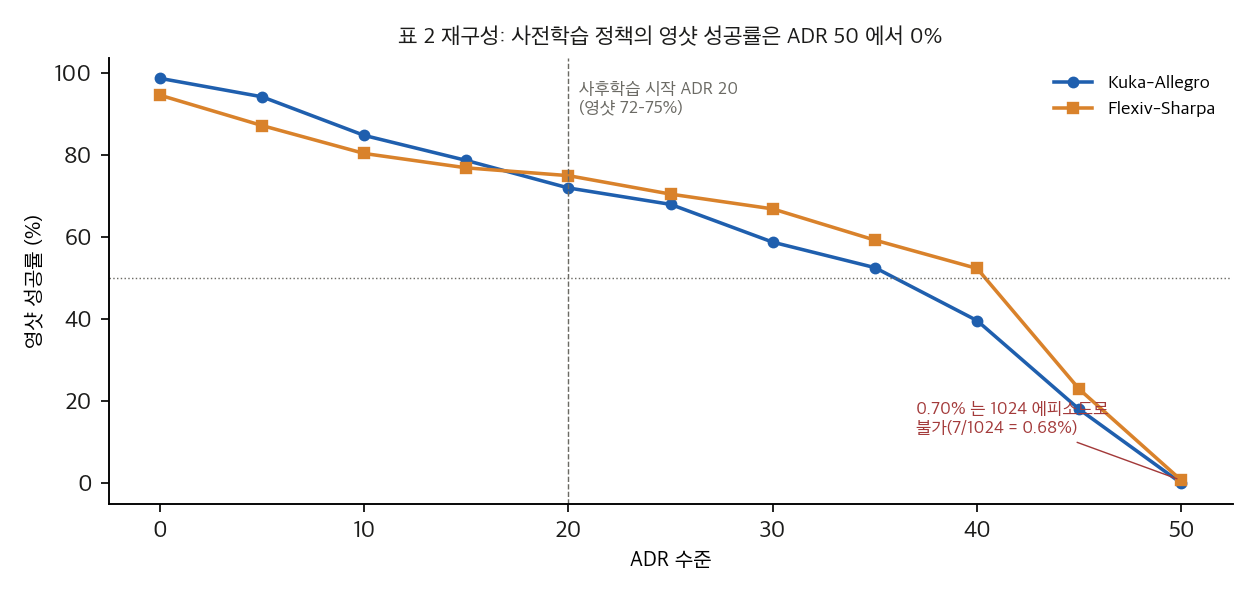 표 2 재구성: 사전학습 정책의 영샷 성공률은 ADR 50 에서 0%
사후학습 시작 ADR 20
(영샷 72-75%)
Kuka-Allegro
Flexiv-Sharpa
영샷 성공률 (%)
100
80
60
40
20
0
0.70% 는 1024 에피소드로
불가(7/1024 = 0.68%)
0
10
20
30
40
50
ADR 수준